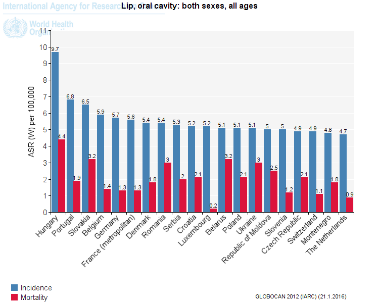 International Agency for Resear
Lip, oral cavity: both sexes, all ages
World Health
Orga
ASR (W) per 100,000
11
10
9
8
7
6
5
4
3
2
1
0
9.7 4.4 6.8 1.9 6.5 3.2 5.9 1.4 5.7 1.3 5.6 1.3 5.4 1.8 5.4 3 5.3 2 5.2 2.1 5.2 0.2 5.1 3.2 5.1 2.1 5.1 3 5 2.5 5 1.2 4.9 2.1 4.9 1.1 4.8 1.8 4.7 0.9
Hungary
Portugal
Slovakia
Belgium
Germany
France (metropolitan)
Denmark
Romania
Serbia
Croatia
Luxembourg
Belarus
Poland
Ukraine
Republic of Moldova
Slovenia
Czech Republic
Switzerland
Montenegro
The Netherlands
Incidence
Mortality
GLOBOCAN 2012 (IARC) (21.1.2016)